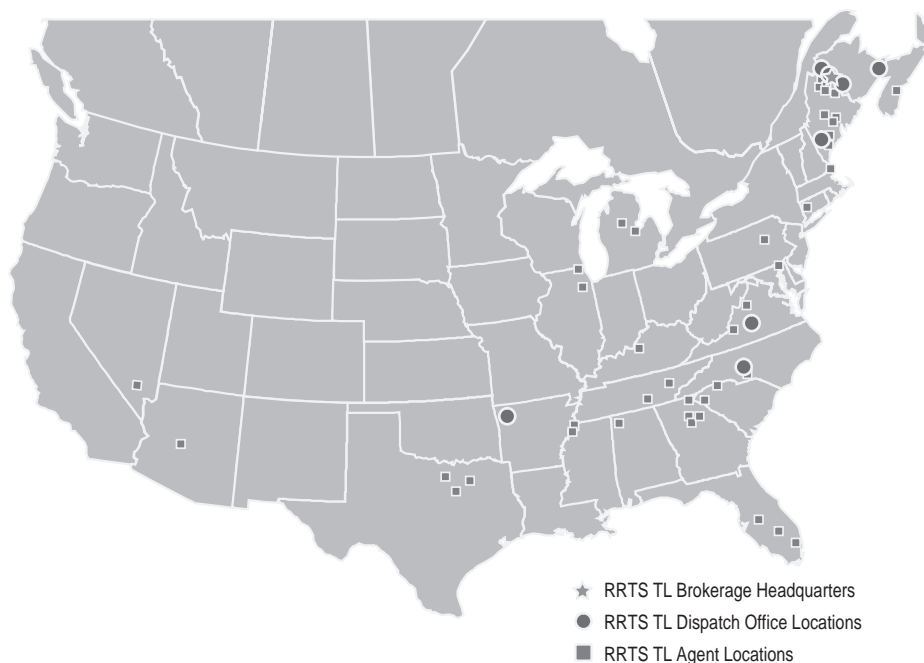 RRTS TL Brokerage Headquarters
RRTS TL Dispatch Office Locations
RRTS TL Agent Locations